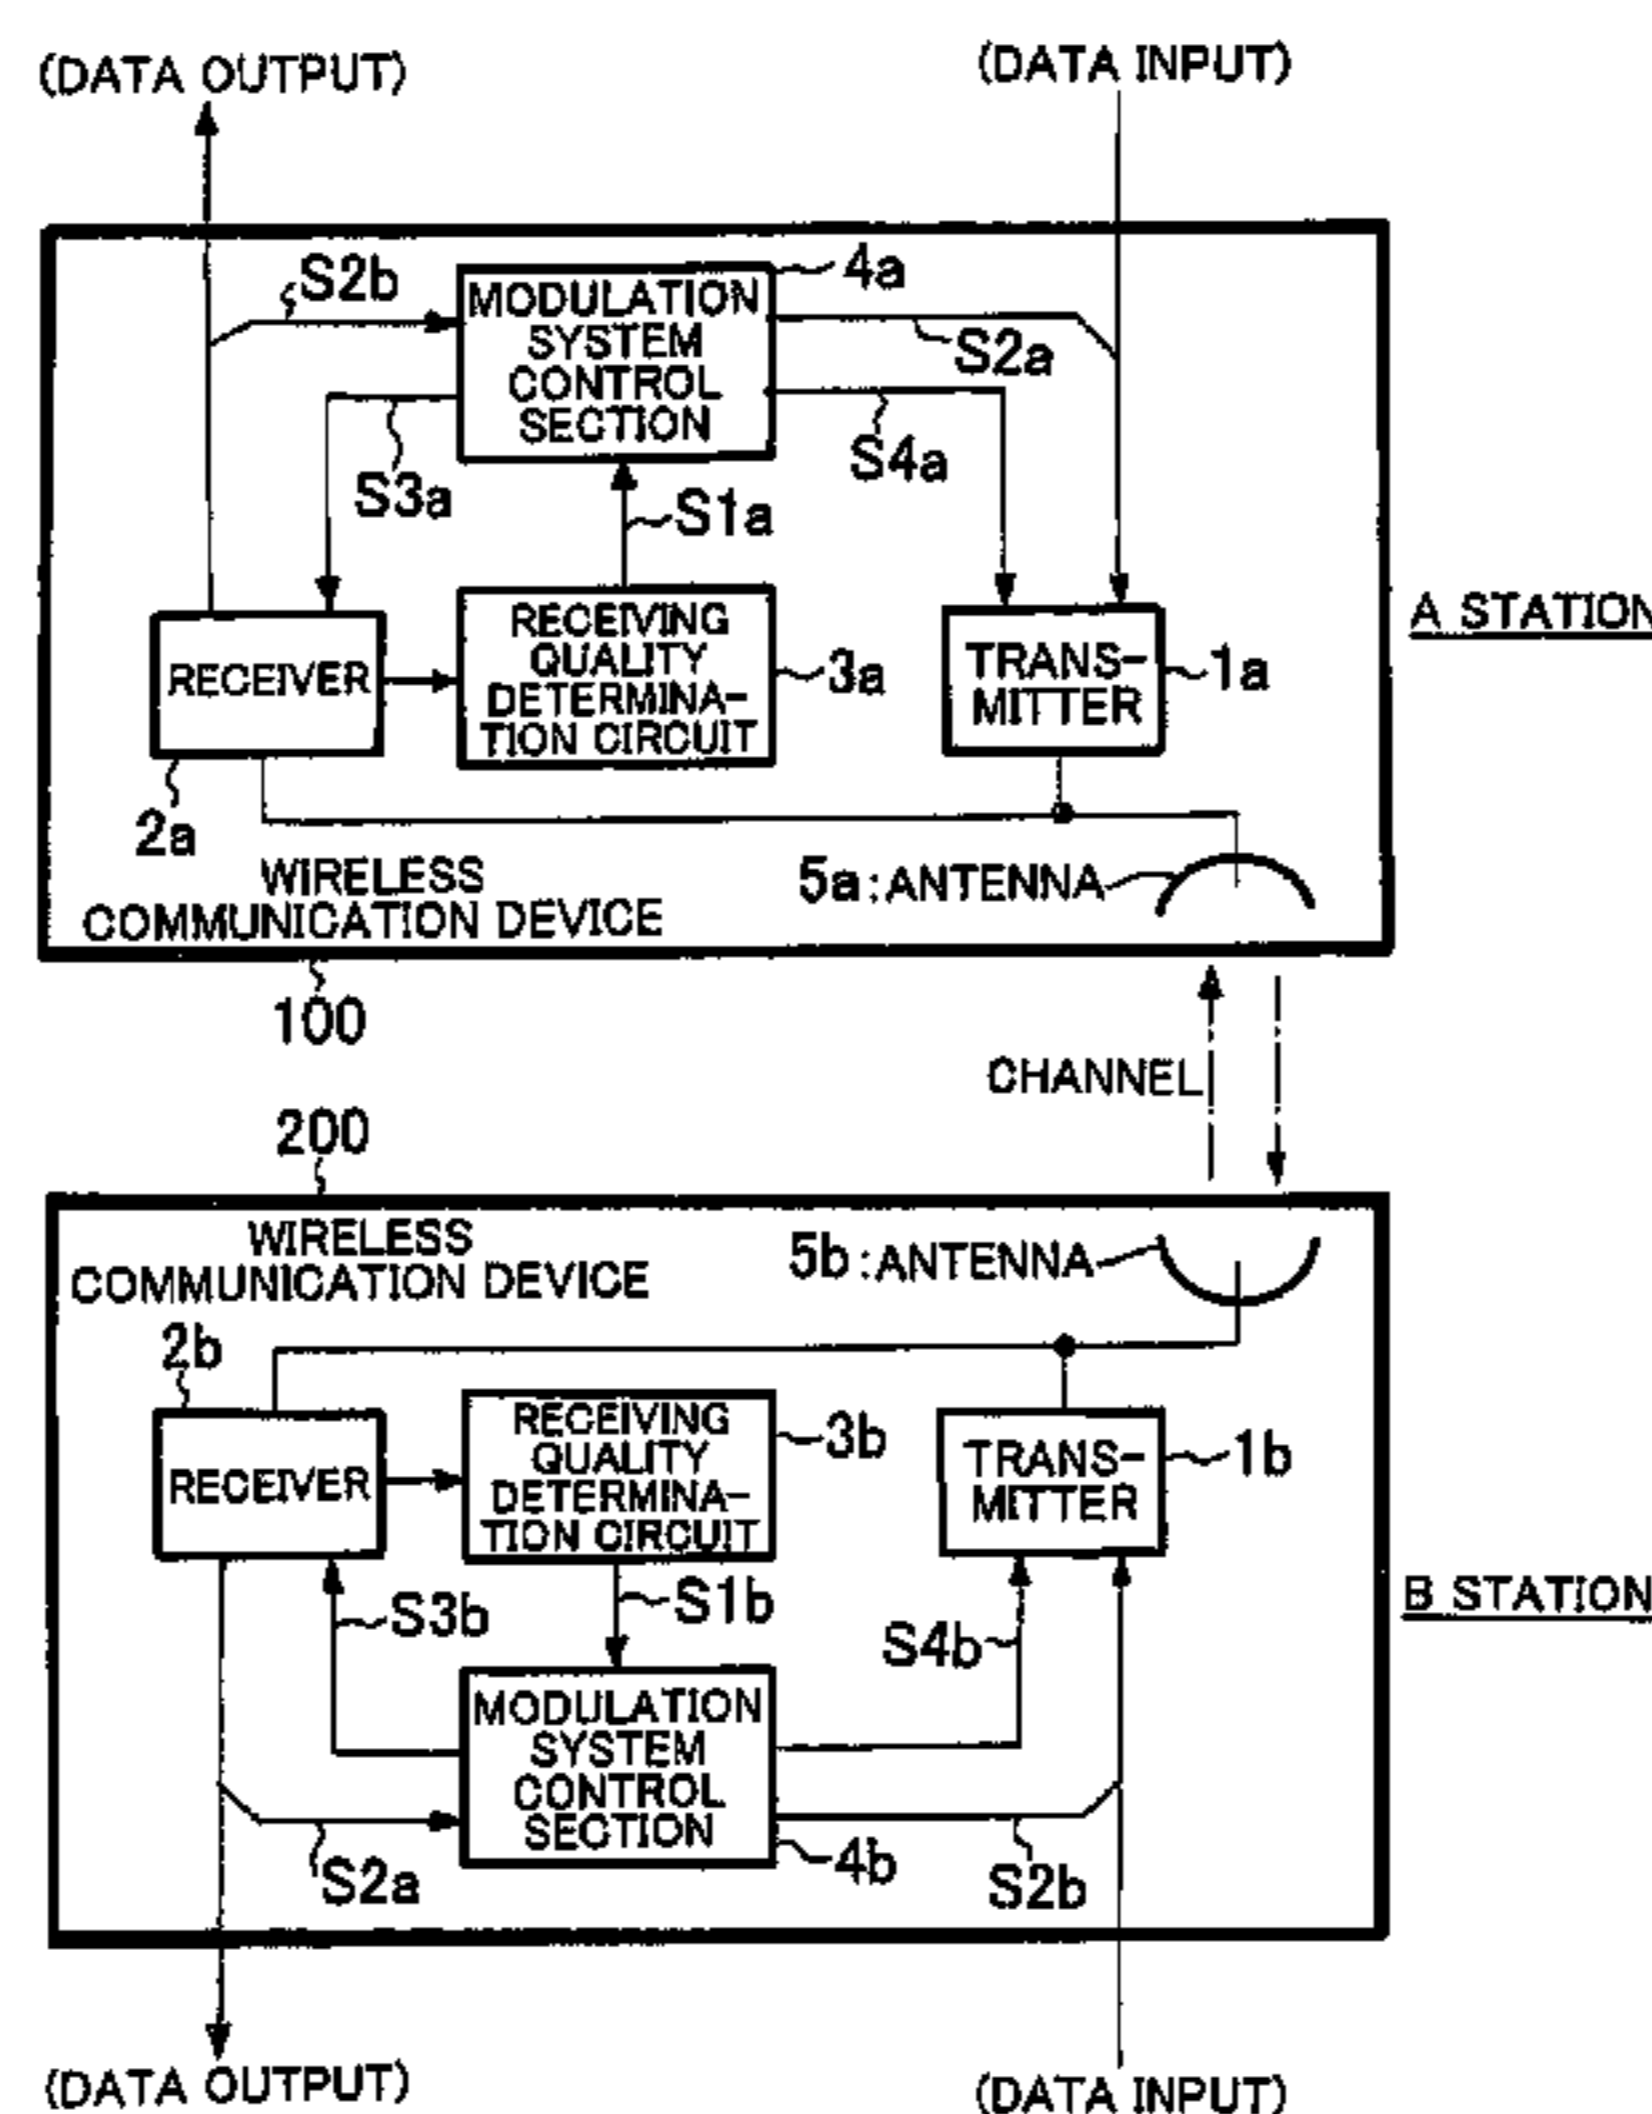 (DATA OUTPUT)
(DATA INPUT)
S2b
4a
MODULATION
SYSTEM
CONTROL
SECTION
S2a
S4a
S3a
S1a
A STATION
RECEIVER
RECEIVING
QUALITY
DETERMINA-
TION CIRCUIT
3a
TRANS-
MITTER
1a
2a
WIRELESS
COMMUNICATION DEVICE
5a:ANTENNA
100
CHANNEL
200
WIRELESS
COMMUNICATION DEVICE
5b:ANTENNA
2b
RECEIVER
RECEIVING
QUALITY
DETERMINA-
TION CIRCUIT
3b
TRANS-
MITTER
1b
S3b
S1b
S4b
B STATION
MODULATION
SYSTEM
CONTROL
SECTION
4b
S2a
S2b
(DATA OUTPUT)
(DATA INPUT)